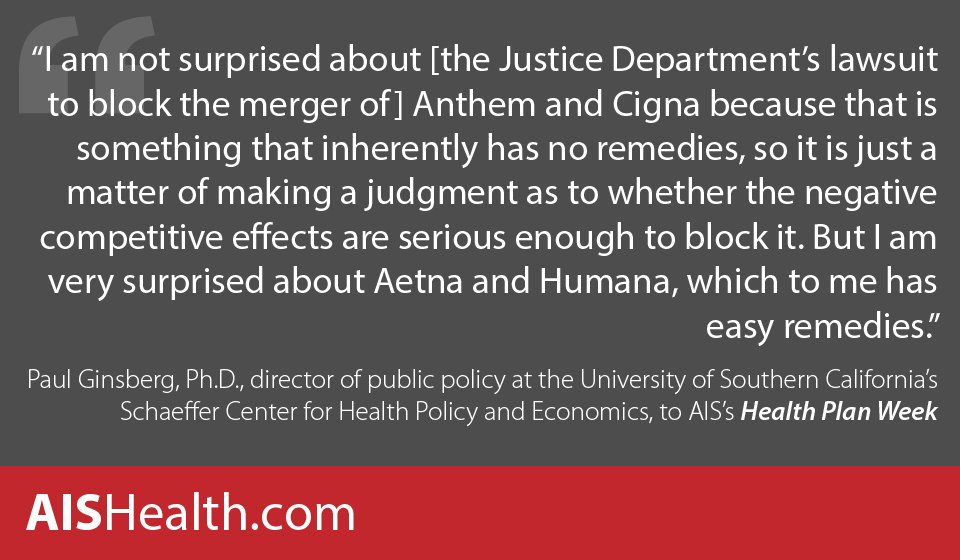 “I am not surprised about [the Justice Department’s lawsuit
to block the merger of] Anthem and Cigna because that is
something that inherently has no remedies, so it is just a
matter of making a judgment as to whether the negative
competitive effects are serious enough to block it. But I am
very surprised about Aetna and Humana, which to me has
easy remedies.”
Paul Ginsberg, Ph.D., director of public policy at the University of Southern California’s
Schaeffer Center for Health Policy and Economics, to AIS’s Health Plan Week
AISHealth.com